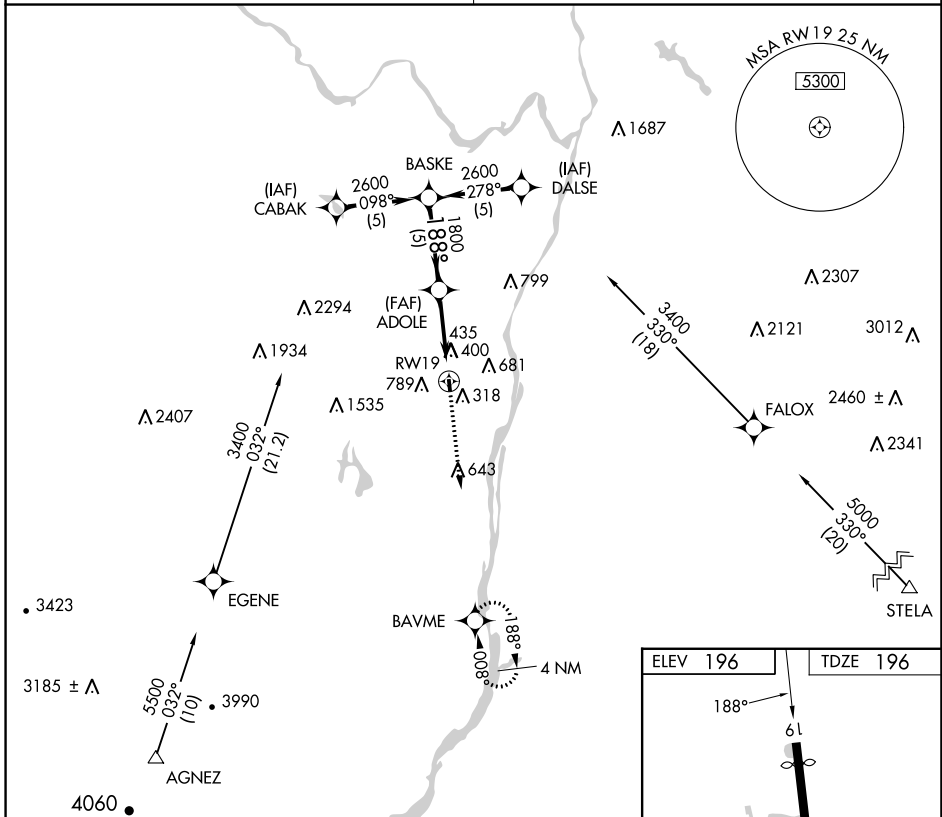 MSA RW19 25 NM
5300
1687
BASKE
(IAF)
CABAK
2600
098°
(5)
2600
278°
(5)
(IAF)
DALSE
1800
188°
(5)
799
2307
2294
(FAF)
ADOLE
3400
330°
(18)
2121
3012
435
400
1934
RW19
681
789
318
1535
2460 ±
FALOX
2407
2341
3400
032°
(21.2)
643
5000
330°
(20)
EGENE
STELA
3423
BAVME
188°
008°
4 NM
ELEV 196
TDZE 196
3185 ±
5500
032°
(10)
3990
188°
19
AGNEZ
4060